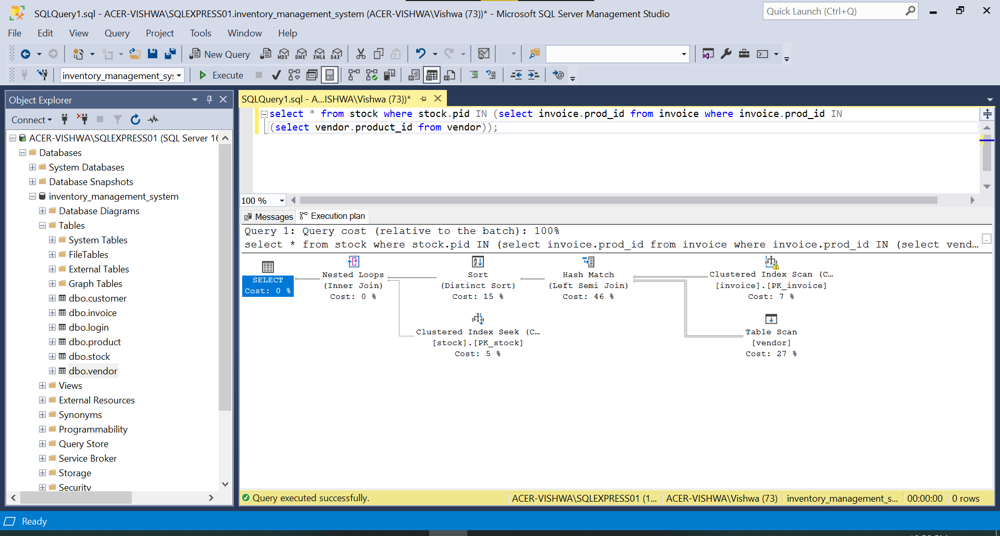 SQLQuery1.sql - ACER-VISHWA\SQLEXPRESS01.inventory_management_system (ACER-VISHWA\Vishwa (73))* - Microsoft SQL Server Management Studio
Quick Launch (Ctrl+Q)
File Edit View Query Project Tools Window Help
New Query MDX DMX XMLA DAX
inventory_management_sys Execute
Object Explorer
Connect
ACER-VISHWA\SQLEXPRESS01 (SQL Server 16
Databases
System Databases
Database Snapshots
inventory_management_system
Database Diagrams
Tables
System Tables
FileTables
External Tables
Graph Tables
dbo.customer
dbo.invoice
dbo.login
dbo.product
dbo.stock
dbo.vendor
Views
External Resources
Synonyms
Programmability
Query Store
Service Broker
Storage
Security
SQLQuery1.sql - A...ISHWA\Vishwa (73))*
select * from stock where stock.pid IN (select invoice.prod_id from invoice where invoice.prod_id IN
(select vendor.product_id from vendor));
100 %
Messages Execution plan
Query 1: Query cost (relative to the batch): 100%
select * from stock where stock.pid IN (select invoice.prod_id from invoice where invoice.prod_id IN (select vend...
SELECT
Cost: 0 %
Nested Loops
(Inner Join)
Cost: 0 %
Sort
(Distinct Sort)
Cost: 15 %
Hash Match
(Left Semi Join)
Cost: 46 %
Clustered Index Scan (C...
[invoice].[PK_invoice]
Cost: 7 %
Clustered Index Seek (C...
[stock].[PK_stock]
Cost: 5 %
Table Scan
[vendor]
Cost: 27 %
Query executed successfully.
ACER-VISHWA\SQLEXPRESS01 (1... ACER-VISHWA\Vishwa (73) inventory_management_s... 00:00:00 0 rows
Ready